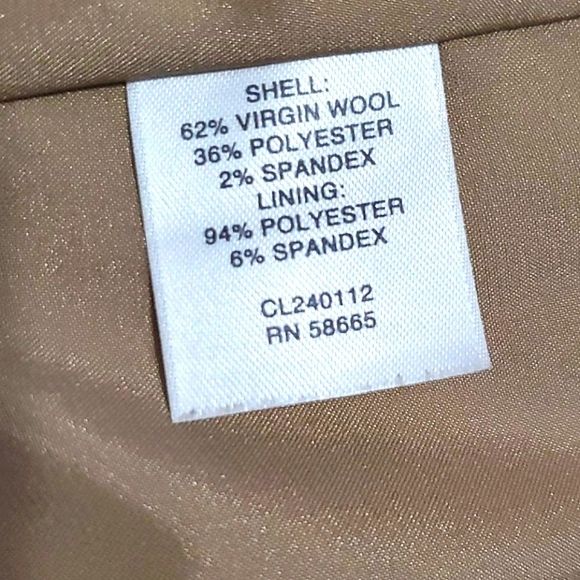 SHELL:
62% VIRGIN WOOL
36% POLYESTER
2% SPANDEX
LINING:
94% POLYESTER
6% SPANDEX
CL240112
RN 58665